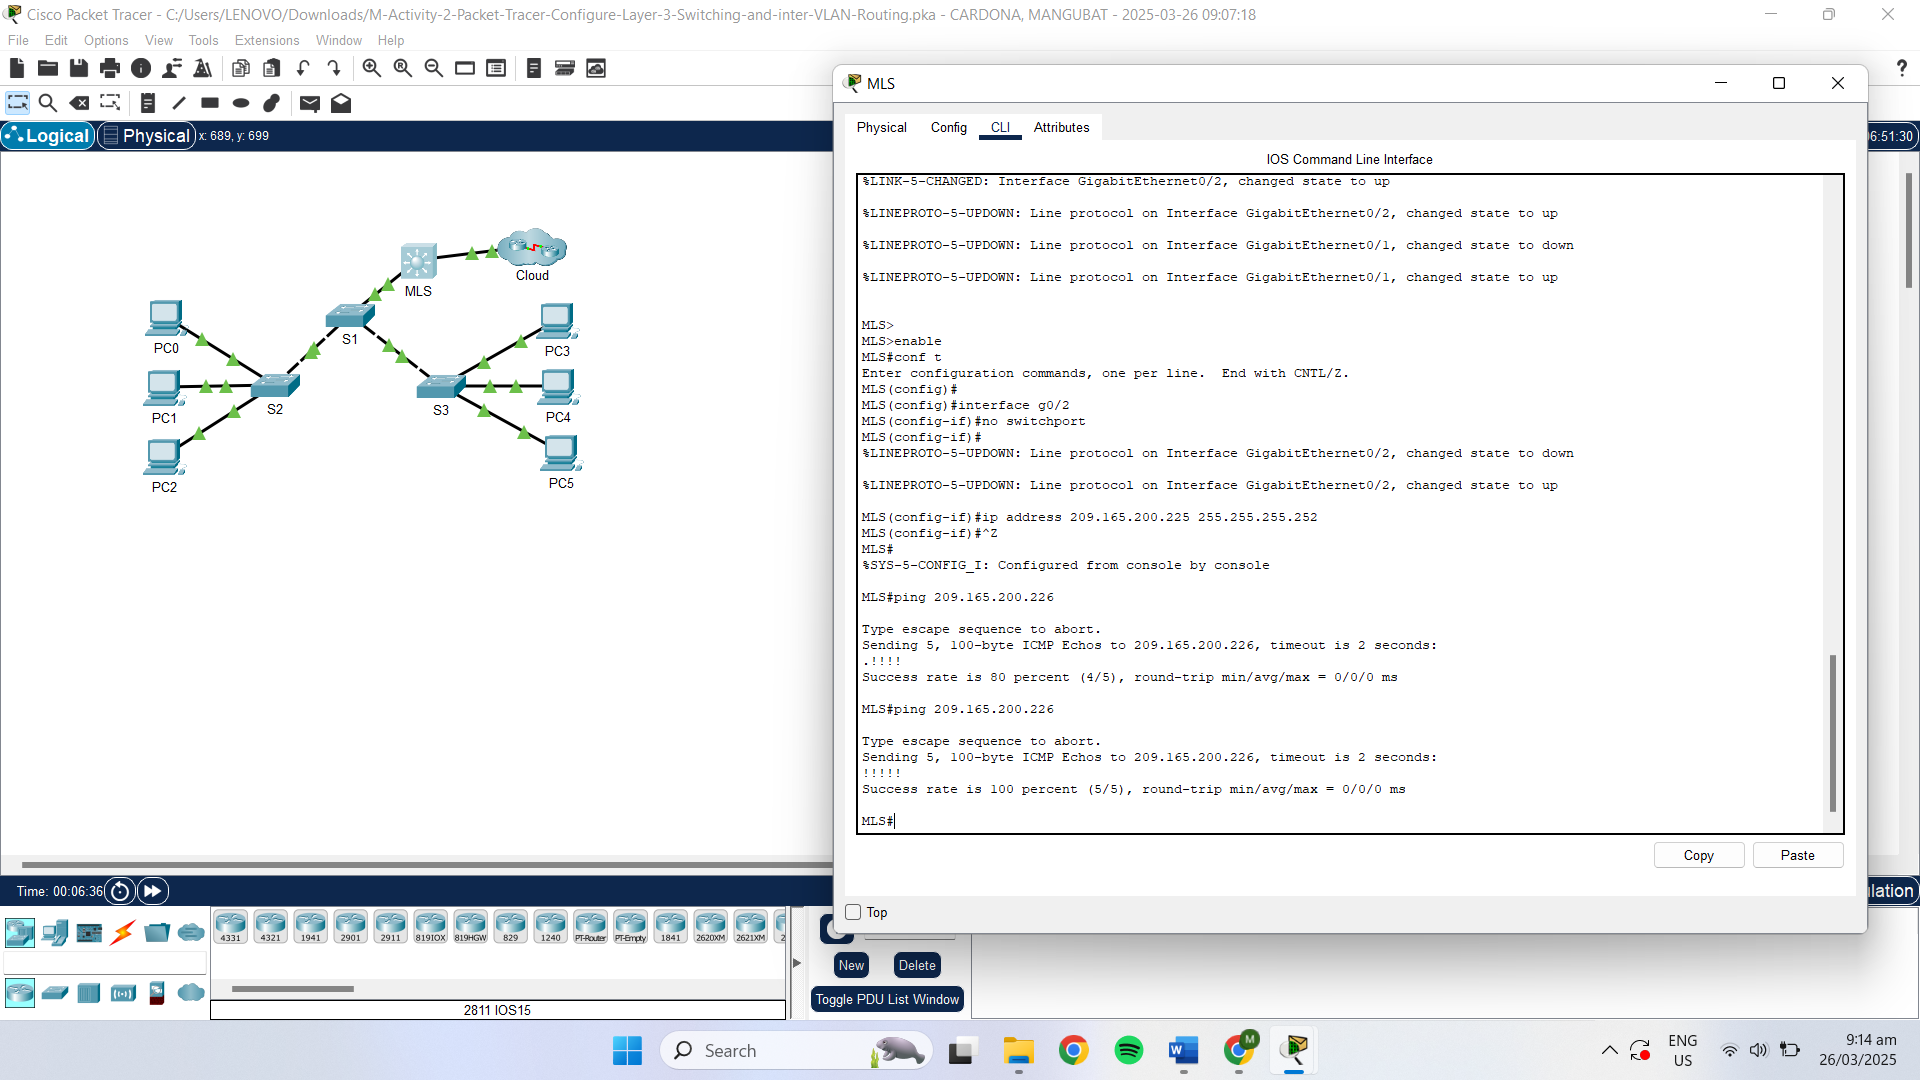 Cisco Packet Tracer - C:/Users/LENOVO/Downloads/M-Activity-2-Packet-Tracer-Configure-Layer-3-Switching-and-inter-VLAN-Routing.pka - CARDONA, MANGUBAT - 2025-03-26 09:07:18
File Edit Options View Tools Extensions Window Help
?
Logical Physical x: 689, y: 699
6:51:30
Cloud
MLS
S1
PC0
PC3
PC1
S2
S3
PC4
PC2
PC5
Time: 00:06:36
lation
4331 4321 1941 2901 2911 819IOX 819HGW 829 1240 PT-Router PT-Empty 1841 2620XM 2621XM 2
2811 IOS15
New Delete
Toggle PDU List Window
MLS
Physical Config CLI Attributes
IOS Command Line Interface
%LINK-5-CHANGED: Interface GigabitEthernet0/2, changed state to up
%LINEPROTO-5-UPDOWN: Line protocol on Interface GigabitEthernet0/2, changed state to up
%LINEPROTO-5-UPDOWN: Line protocol on Interface GigabitEthernet0/1, changed state to down
%LINEPROTO-5-UPDOWN: Line protocol on Interface GigabitEthernet0/1, changed state to up
MLS>
MLS>enable
MLS#conf t
Enter configuration commands, one per line.  End with CNTL/Z.
MLS(config)#
MLS(config)#interface g0/2
MLS(config-if)#no switchport
MLS(config-if)#
%LINEPROTO-5-UPDOWN: Line protocol on Interface GigabitEthernet0/2, changed state to down
%LINEPROTO-5-UPDOWN: Line protocol on Interface GigabitEthernet0/2, changed state to up
MLS(config-if)#ip address 209.165.200.225 255.255.255.252
MLS(config-if)#^Z
MLS#
%SYS-5-CONFIG_I: Configured from console by console
MLS#ping 209.165.200.226
Type escape sequence to abort.
Sending 5, 100-byte ICMP Echos to 209.165.200.226, timeout is 2 seconds:
.!!!!
Success rate is 80 percent (4/5), round-trip min/avg/max = 0/0/0 ms
MLS#ping 209.165.200.226
Type escape sequence to abort.
Sending 5, 100-byte ICMP Echos to 209.165.200.226, timeout is 2 seconds:
!!!!!
Success rate is 100 percent (5/5), round-trip min/avg/max = 0/0/0 ms
MLS#
Copy Paste
Top
Search
M
ENG
US
9:14 am
26/03/2025